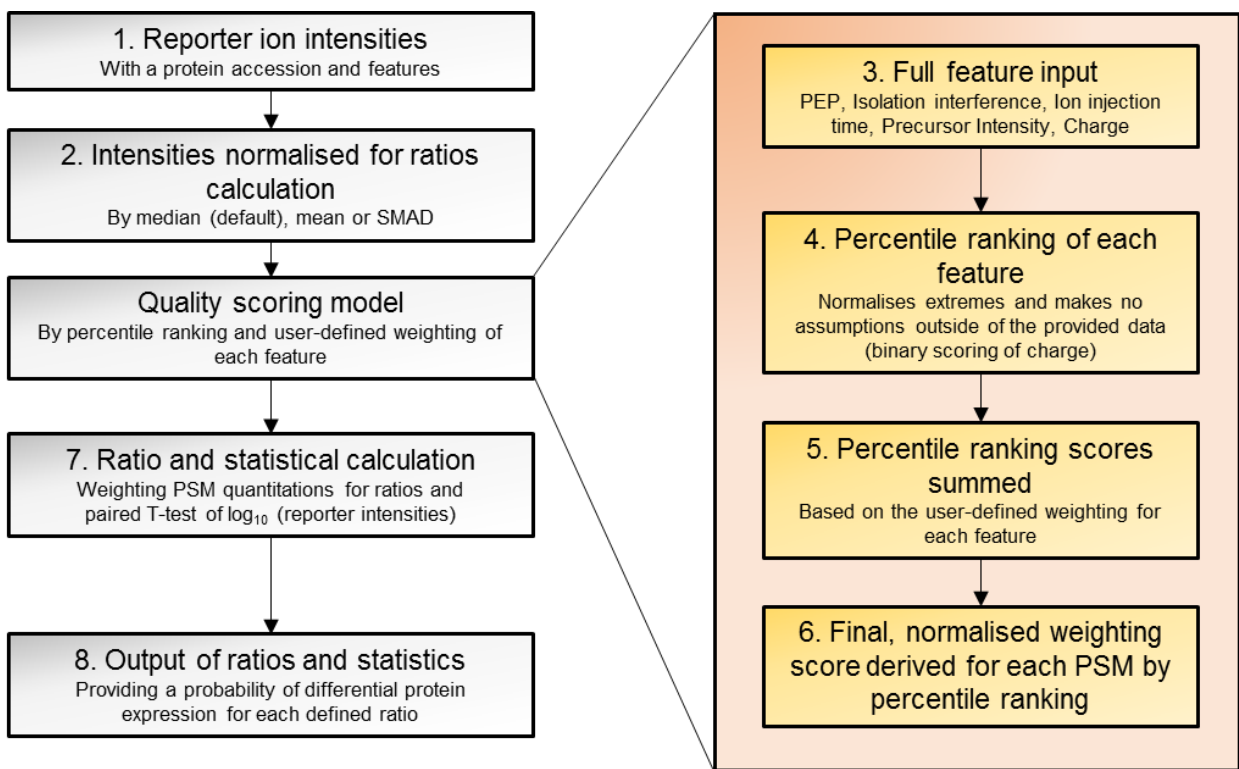 1. Reporter ion intensities
With a protein accession and features
2. Intensities normalised for ratios
calculation
By median (default), mean or SMAD
Quality scoring model
By percentile ranking and user-defined weighting of
each feature
7. Ratio and statistical calculation
Weighting PSM quantitations for ratios and
paired T-test of log₁₀ (reporter intensities)
8. Output of ratios and statistics
Providing a probability of differential protein
expression for each defined ratio
3. Full feature input
PEP, Isolation interference, Ion injection
time, Precursor Intensity, Charge
4. Percentile ranking of each
feature
Normalises extremes and makes no
assumptions outside of the provided data
(binary scoring of charge)
5. Percentile ranking scores
summed
Based on the user-defined weighting for
each feature
6. Final, normalised weighting
score derived for each PSM by
percentile ranking